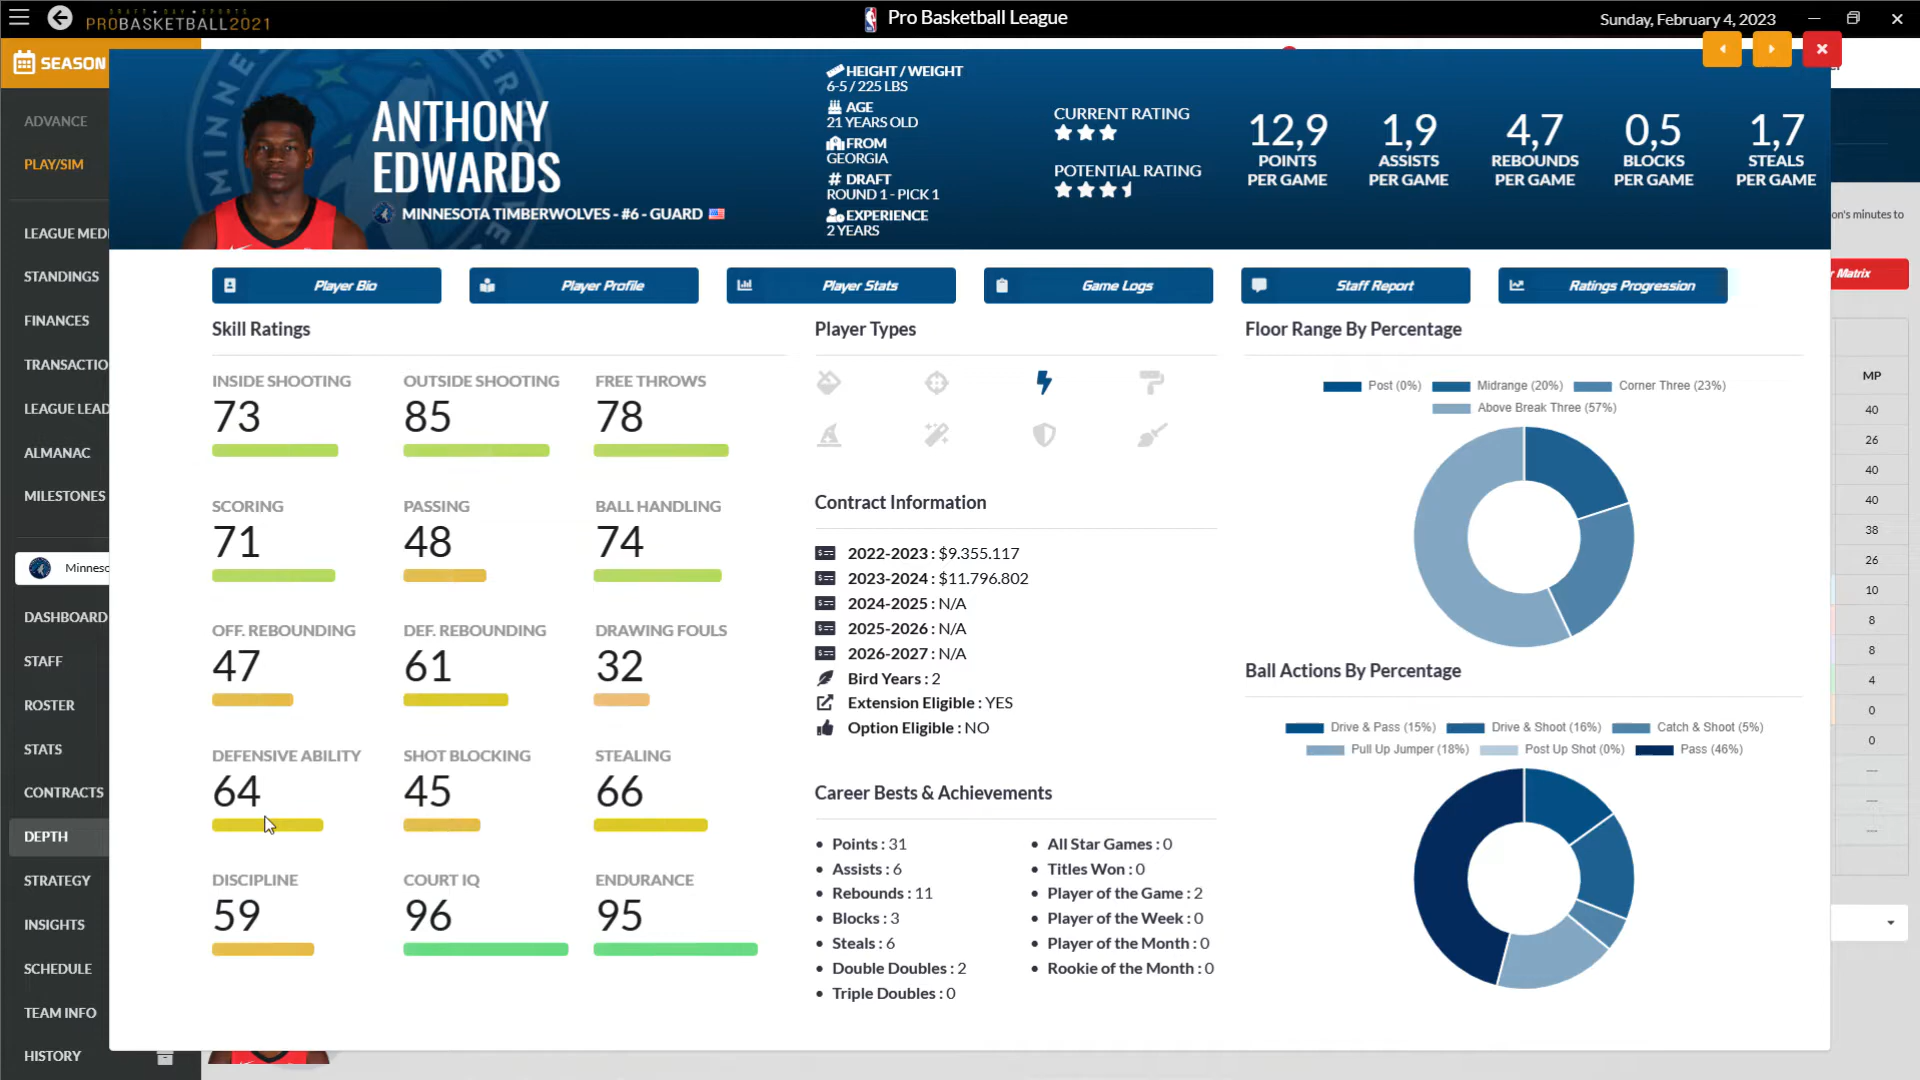 DRAFT • DAY • SPORTS
PROBASKETBALL2021
Pro Basketball League
Sunday, February 4, 2023
SEASON
ADVANCE
PLAY/SIM
LEAGUE MEDI
STANDINGS
FINANCES
TRANSACTIO
LEAGUE LEAD
ALMANAC
MILESTONES
Minneso
DASHBOARD
STAFF
ROSTER
STATS
CONTRACTS
DEPTH
STRATEGY
INSIGHTS
SCHEDULE
TEAM INFO
HISTORY
ANTHONY
EDWARDS
MINNESOTA TIMBERWOLVES - #6 - GUARD
HEIGHT / WEIGHT
6-5 / 225 LBS
AGE
21 YEARS OLD
FROM
GEORGIA
# DRAFT
ROUND 1 - PICK 1
EXPERIENCE
2 YEARS
CURRENT RATING
POTENTIAL RATING
12,9
POINTS
PER GAME
1,9
ASSISTS
PER GAME
4,7
REBOUNDS
PER GAME
0,5
BLOCKS
PER GAME
1,7
STEALS
PER GAME
Player Bio
Player Profile
Player Stats
Game Logs
Staff Report
Ratings Progression
Skill Ratings
INSIDE SHOOTING
73
OUTSIDE SHOOTING
85
FREE THROWS
78
SCORING
71
PASSING
48
BALL HANDLING
74
OFF. REBOUNDING
47
DEF. REBOUNDING
61
DRAWING FOULS
32
DEFENSIVE ABILITY
64
SHOT BLOCKING
45
STEALING
66
DISCIPLINE
59
COURT IQ
96
ENDURANCE
95
Player Types
Contract Information
2022-2023 : $9.355.117
2023-2024 : $11.796.802
2024-2025 : N/A
2025-2026 : N/A
2026-2027 : N/A
Bird Years : 2
Extension Eligible : YES
Option Eligible : NO
Career Bests & Achievements
Points : 31
Assists : 6
Rebounds : 11
Blocks : 3
Steals : 6
Double Doubles : 2
Triple Doubles : 0
All Star Games : 0
Titles Won : 0
Player of the Game : 2
Player of the Week : 0
Player of the Month : 0
Rookie of the Month : 0
Floor Range By Percentage
Post (0%) Midrange (20%) Corner Three (23%)
Above Break Three (57%)
Ball Actions By Percentage
Drive & Pass (15%) Drive & Shoot (16%) Catch & Shoot (5%)
Pull Up Jumper (18%) Post Up Shot (0%) Pass (46%)
on's minutes to
r Matrix
MP
40
26
40
40
38
26
10
8
8
4
0
0
---
---
---